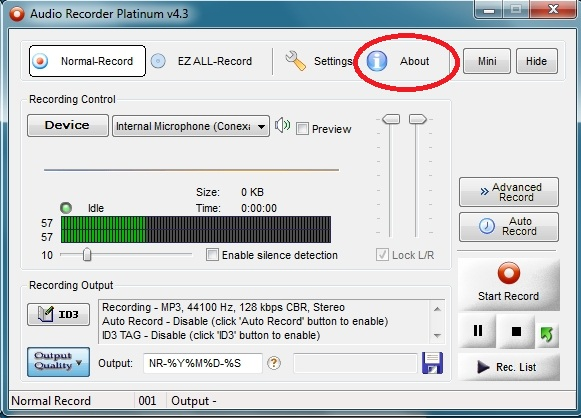 Audio Recorder Platinum v4.3
Normal-Record EZ ALL-Record Settings About Mini Hide
Recording Control
Device Internal Microphone (Conexa Preview
Size: 0 KB
Idle Time: 0:00:00
57
57
10 Enable silence detection Lock L/R
Advanced
Record
Auto
Record
Start Record
Rec. List
Recording Output
ID3 Recording - MP3, 44100 Hz, 128 kbps CBR, Stereo
Auto Record - Disable (click 'Auto Record' button to enable)
ID3 TAG - Disable (click 'ID3' button to enable)
Output
Quality
Output: NR-%Y%M%D-%S ?
Normal Record 001 Output -